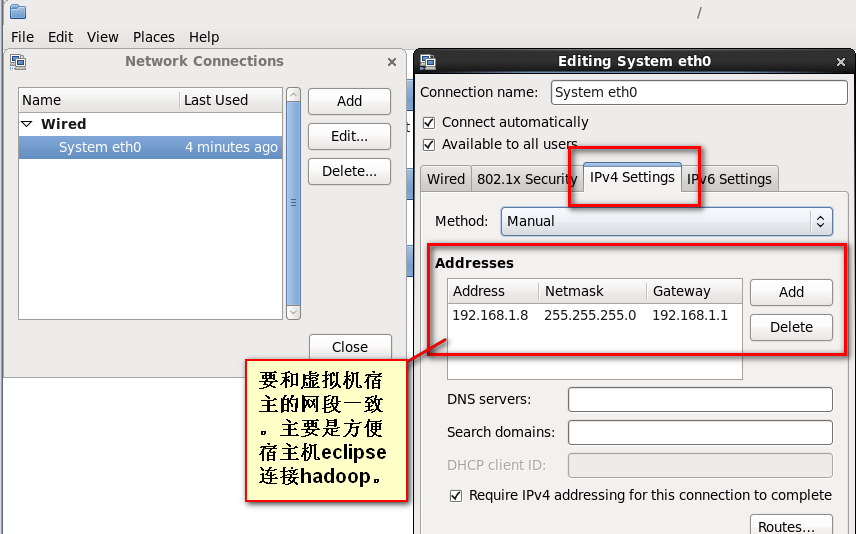 /
File Edit View Places Help
Network Connections
Name Last Used
Wired
System eth0 4 minutes ago
Add
Edit...
Delete...
Close
Editing System eth0
Connection name: System eth0
Connect automatically
Available to all users
Wired 802.1x Security IPv4 Settings IPv6 Settings
Method: Manual
Addresses
Address Netmask Gateway
192.168.1.8 255.255.255.0 192.168.1.1
Add
Delete
DNS servers:
Search domains:
DHCP client ID:
Require IPv4 addressing for this connection to complete
Routes...
要和虚拟机宿
主的网段一致
。主要是方便
宿主机eclipse
连接hadoop。